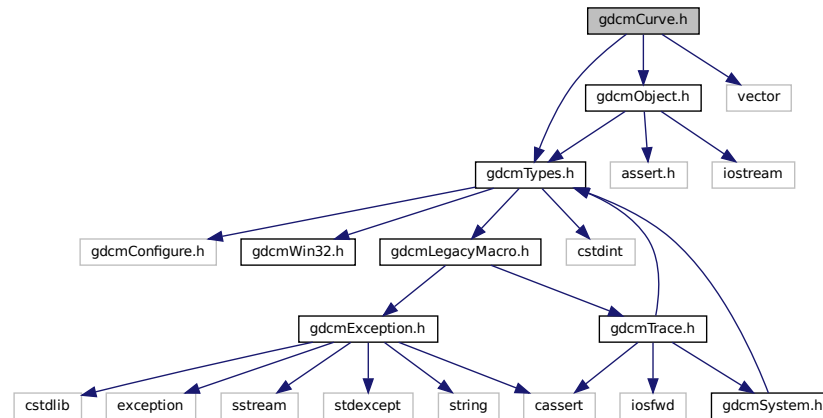 gdcmCurve.h
gdcmObject.h
vector
gdcmTypes.h
assert.h
iostream
gdcmConfigure.h
gdcmWin32.h
gdcmLegacyMacro.h
cstdint
gdcmException.h
gdcmTrace.h
cstdlib
exception
sstream
stdexcept
string
cassert
iosfwd
gdcmSystem.h